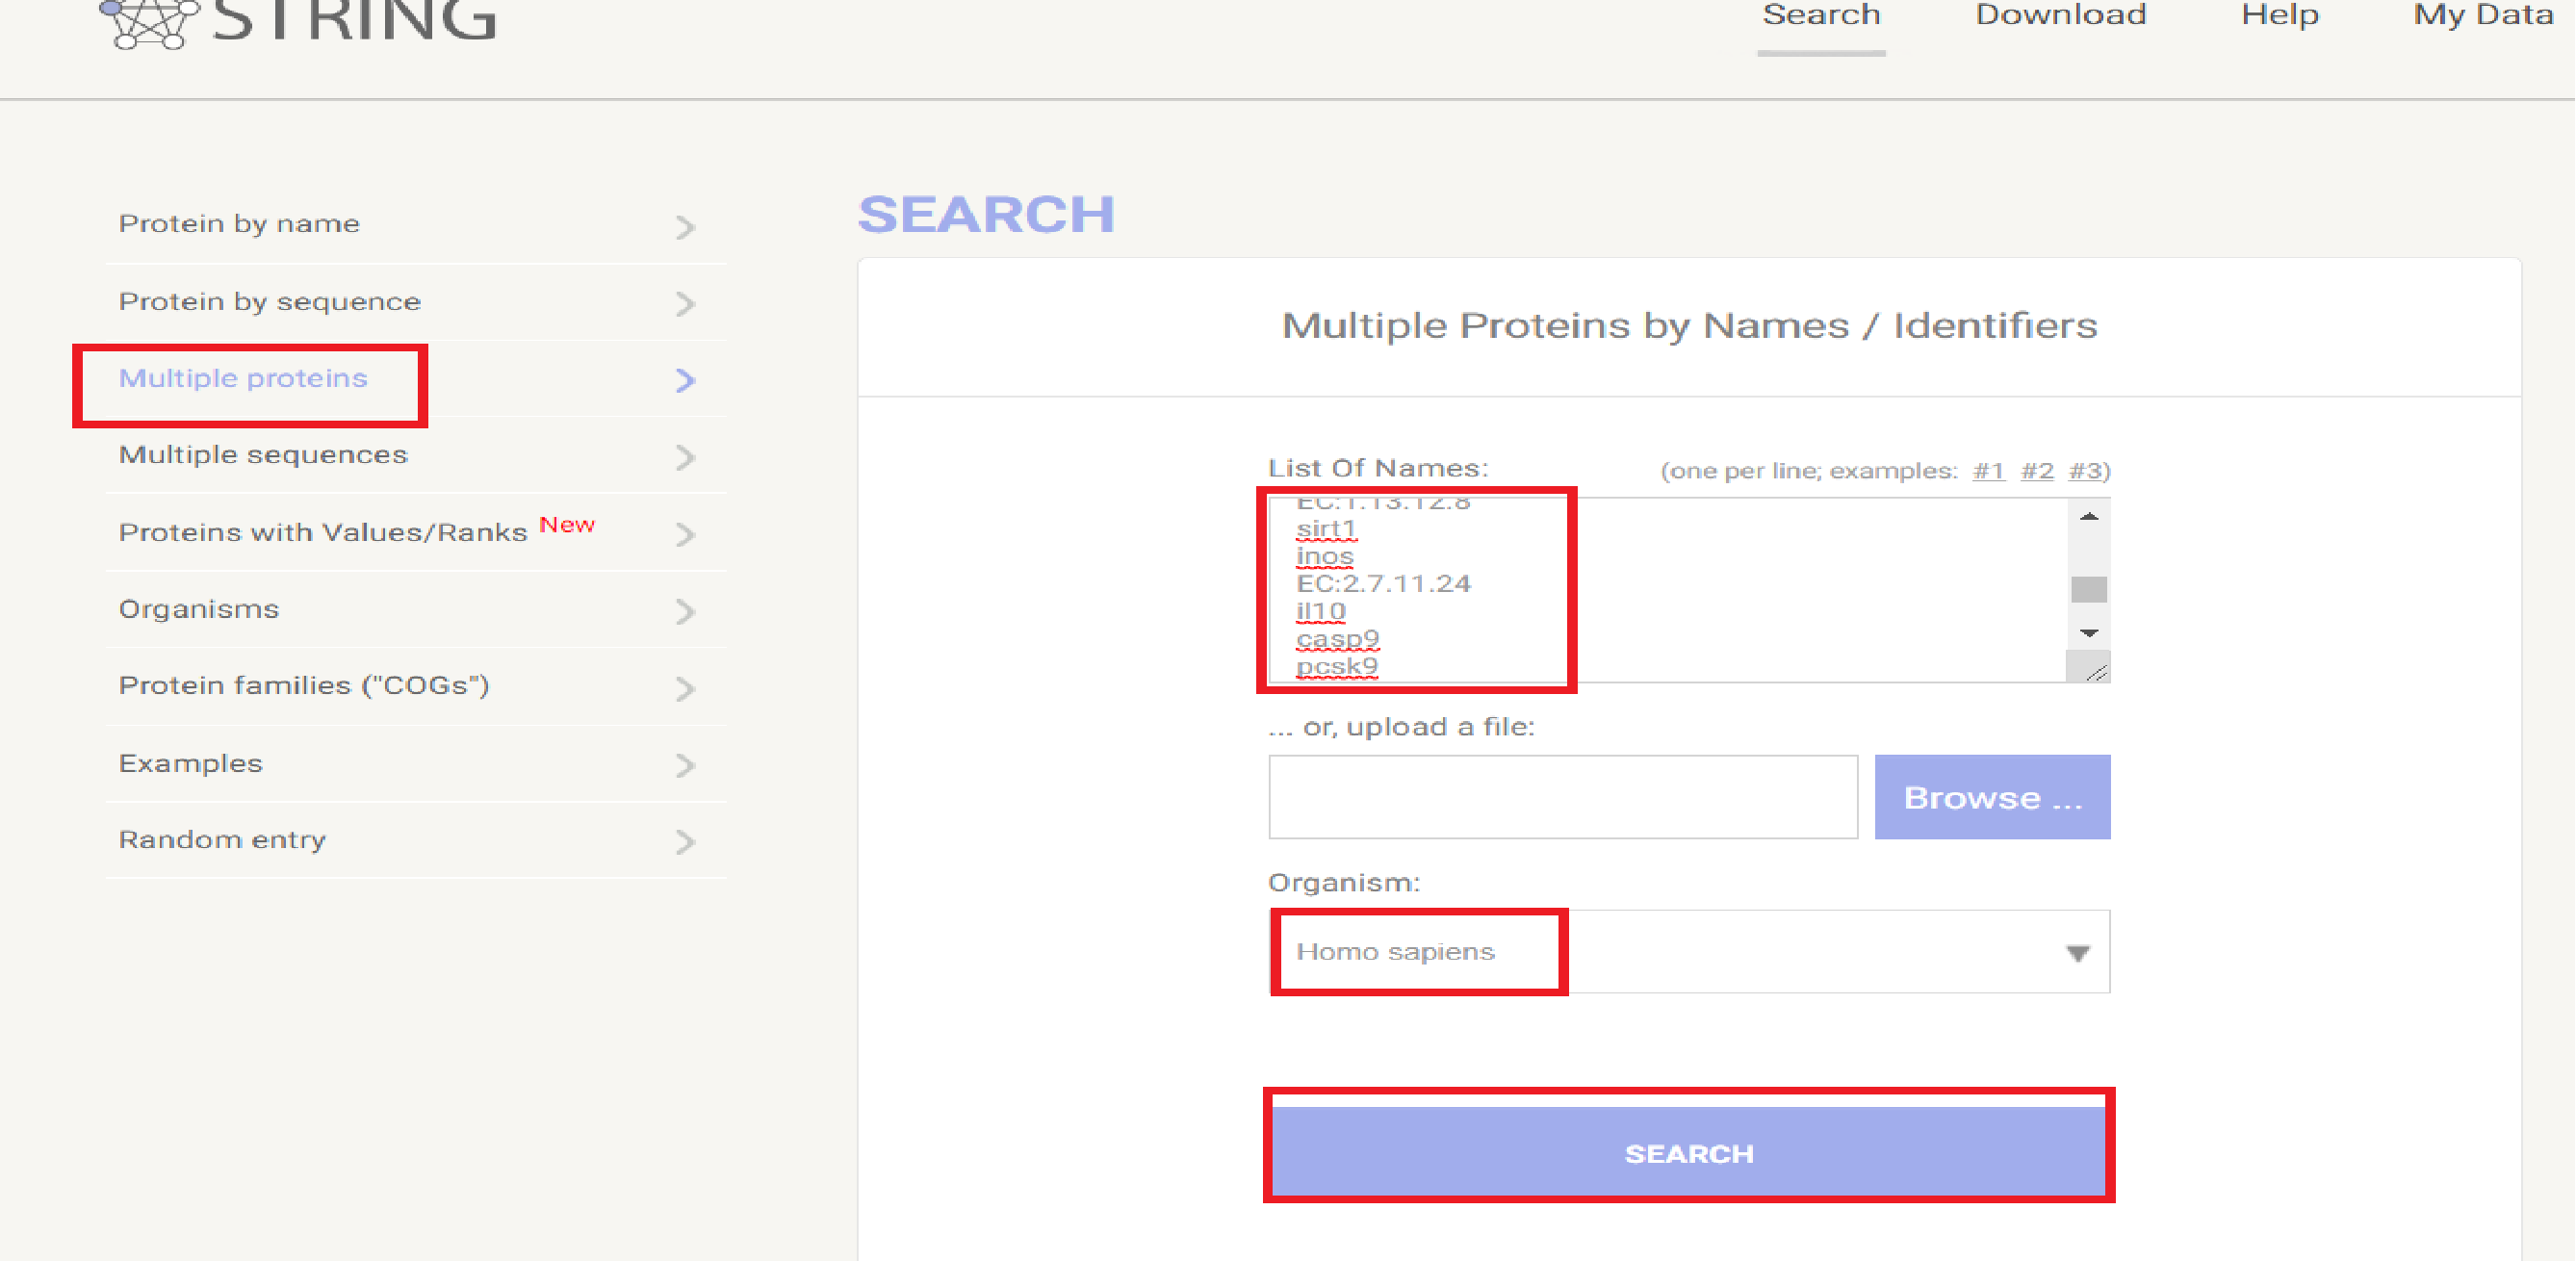 STRING
Search Download Help My Data
Protein by name
Protein by sequence
Multiple proteins
Multiple sequences
Proteins with Values/Ranks New
Organisms
Protein families ("COGs")
Examples
Random entry
SEARCH
Multiple Proteins by Names / Identifiers
List Of Names: (one per line; examples: #1 #2 #3)
EC:1.13.12.8
sirt1
inos
EC:2.7.11.24
il10
casp9
pcsk9
... or, upload a file:
Browse ...
Organism:
Homo sapiens
SEARCH